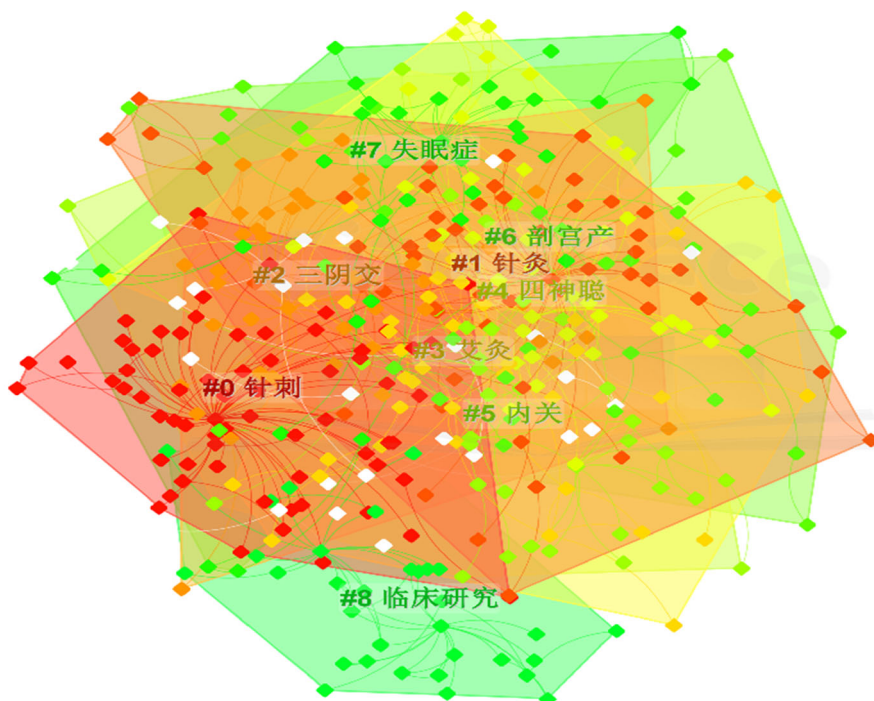 #7 失眠症
#6 剖宫产
#1 针灸
#2 三阴交
#4 四神聪
#3 艾灸
#0 针刺
#5 内关
#8 临床研究